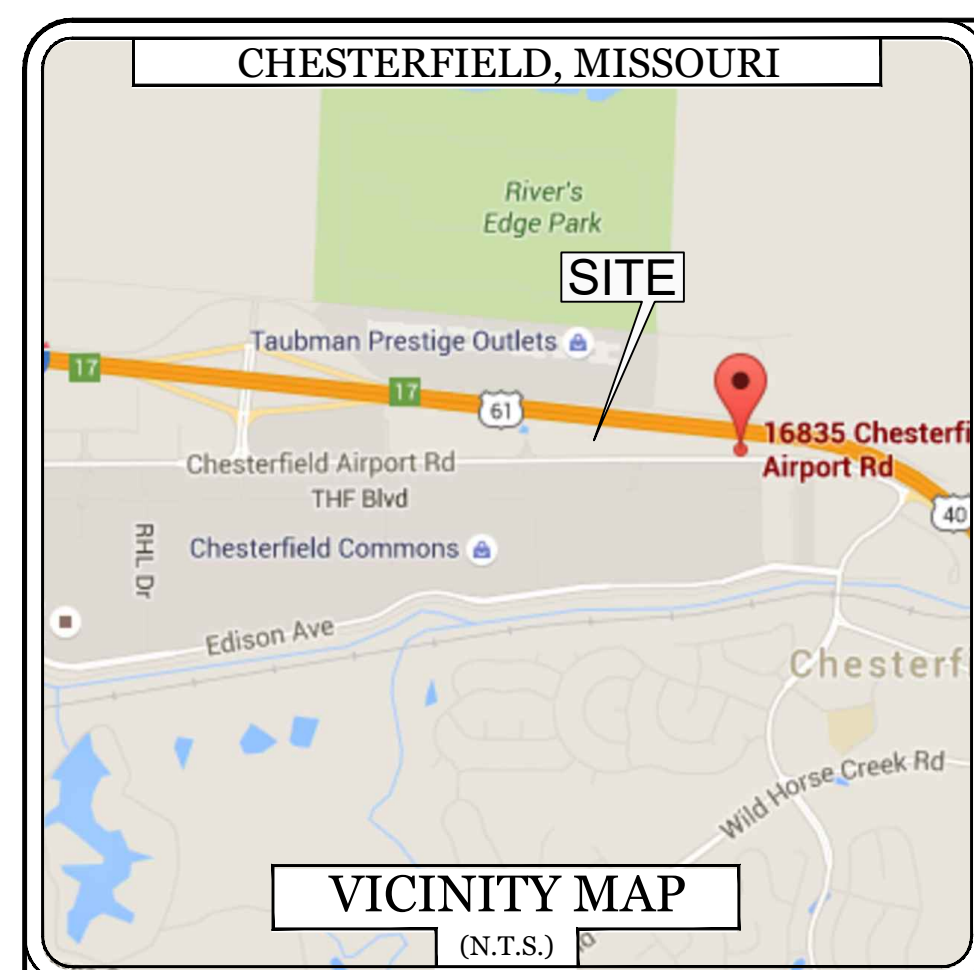 CHESTERFIELD, MISSOURI
River's
Edge Park
SITE
Taubman Prestige Outlets
17
17
61
16835 Chesterfi
Airport Rd
Chesterfield Airport Rd
THF Blvd
40
RHL Dr
Chesterfield Commons
Edison Ave
Chesterf
Wild Horse Creek Rd
VICINITY MAP
(N.T.S.)